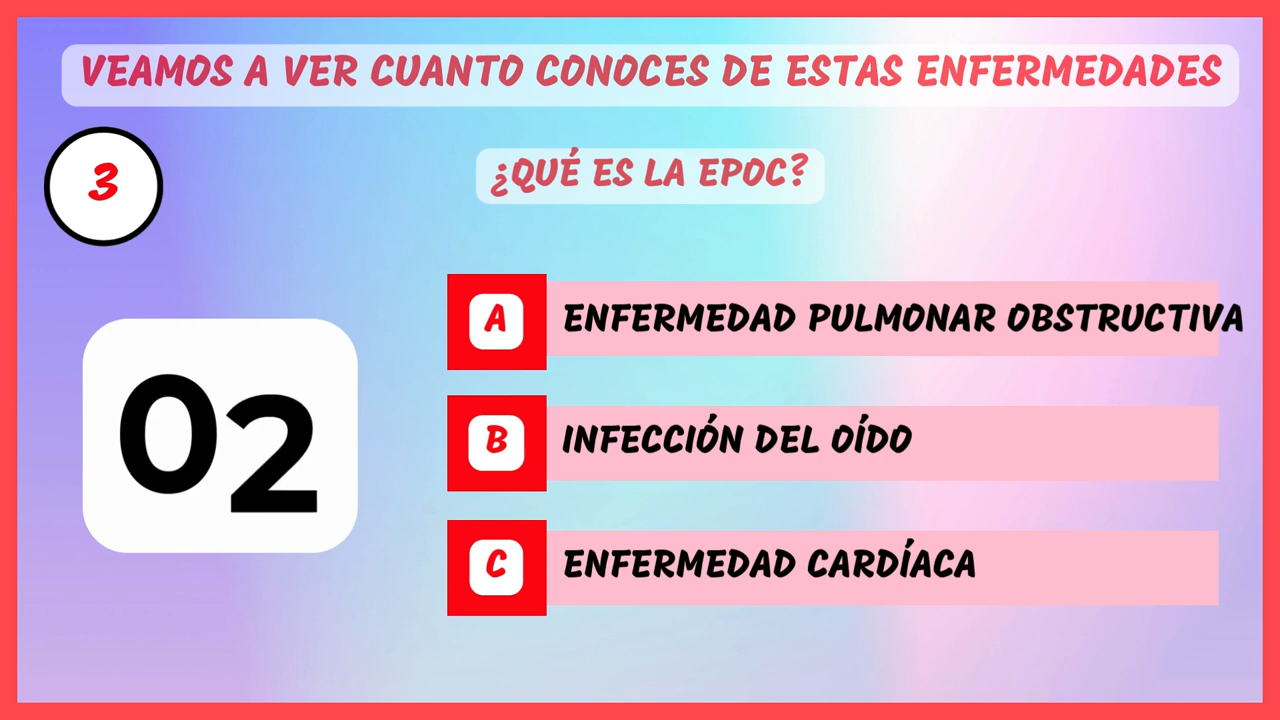 VEAMOS A VER CUANTO CONOCES DE ESTAS ENFERMEDADES
3
¿QUÉ ES LA EPOC?
A ENFERMEDAD PULMONAR OBSTRUCTIVA
02
B INFECCIÓN DEL OÍDO
C ENFERMEDAD CARDÍACA